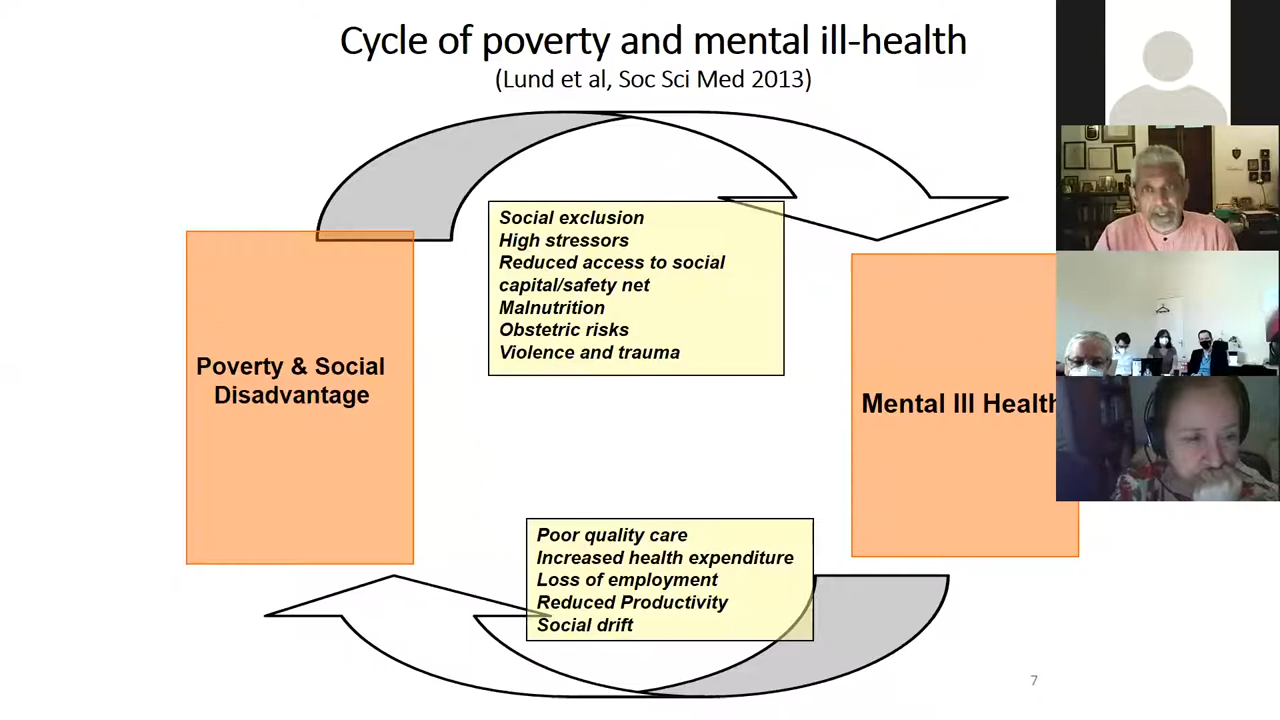 Cycle of poverty and mental ill-health
(Lund et al, Soc Sci Med 2013)
Social exclusion
High stressors
Reduced access to social
capital/safety net
Malnutrition
Obstetric risks
Violence and trauma
Poverty & Social
Disadvantage
Mental Ill Health
Poor quality care
Increased health expenditure
Loss of employment
Reduced Productivity
Social drift
7